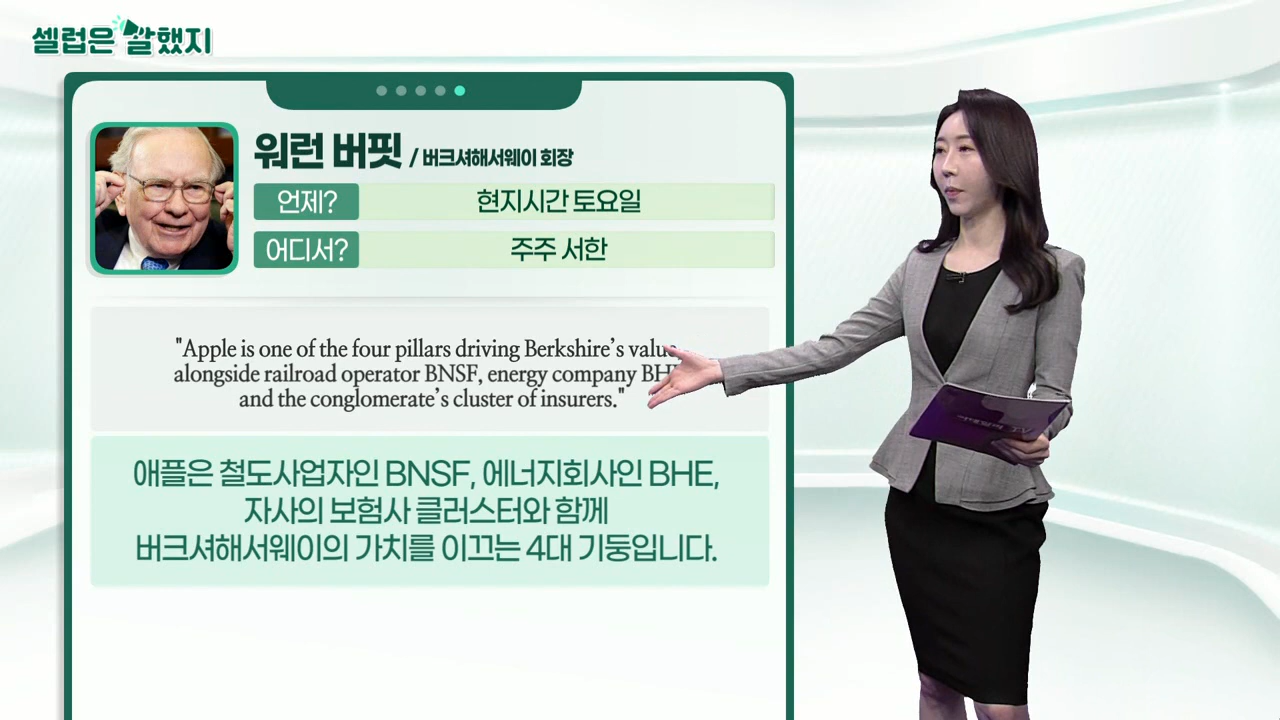 셀럽은 말했지
워런 버핏 / 버크셔해서웨이 회장
언제? 현지시간 토요일
어디서? 주주 서한
"Apple is one of the four pillars driving Berkshire's value
alongside railroad operator BNSF, energy company
and the conglomerate's cluster of insurers."
애플은 철도사업자인 BNSF, 에너지회사인 BHE,
자사의 보험사 클러스터와 함께
버크셔해서웨이의 가치를 이끄는 4대 기둥입니다.